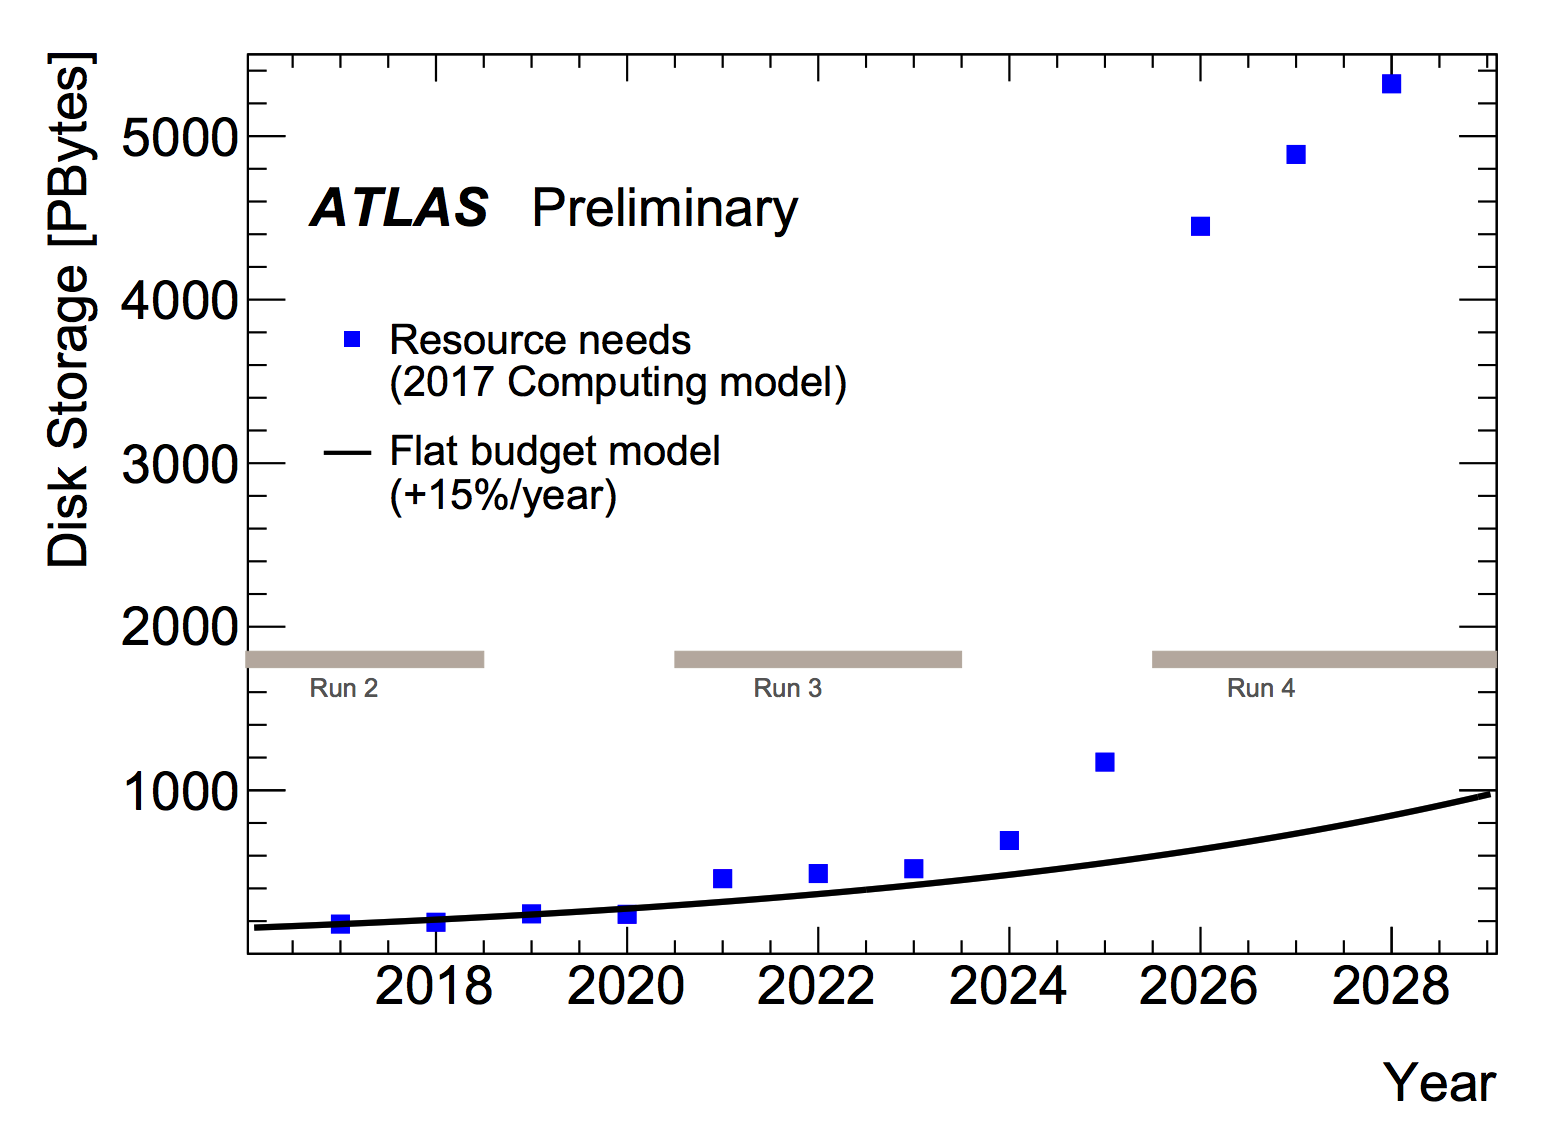 Disk Storage [PBytes]
5000
4000
3000
2000
1000
ATLAS Preliminary
Resource needs
(2017 Computing model)
Flat budget model
(+15%/year)
Run 2
Run 3
Run 4
2018
2020
2022
2024
2026
2028
Year